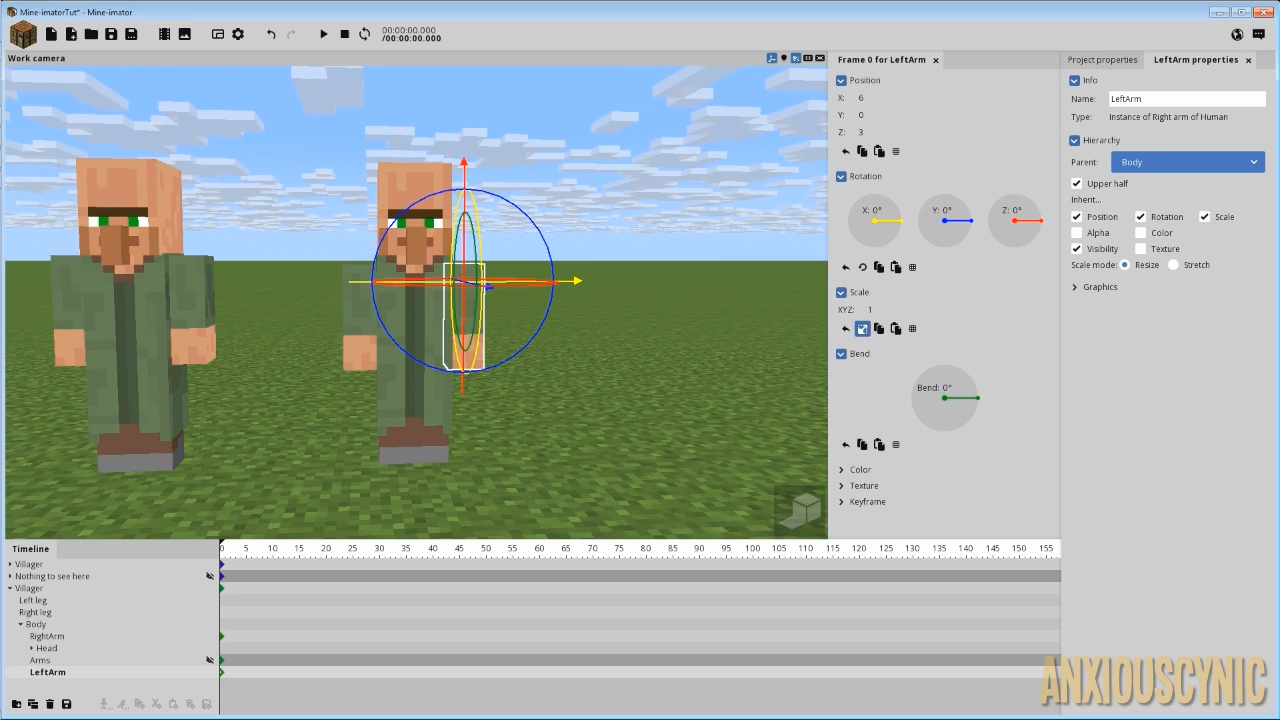 Mine-imatorTut* - Mine-imator
00:00:00.000
/00:00:00.000
Work camera
Frame 0 for LeftArm
Position
X: 6
Y: 0
Z: 3
Rotation
X: 0° Y: 0° Z: 0°
Scale
XYZ: 1
Bend
Bend: 0°
Color
Texture
Keyframe
Project properties LeftArm properties
Info
Name: LeftArm
Type: Instance of Right arm of Human
Hierarchy
Parent: Body
Upper half
Inherit...
Position Rotation Scale
Alpha Color
Visibility Texture
Scale mode: Resize Stretch
Graphics
Timeline
0 5 10 15 20 25 30 35 40 45 50 55 60 65 70 75 80 85 90 95 100 105 110 115 120 125 130 135 140 145 150 155
Villager
Nothing to see here
Villager
Left leg
Right leg
Body
RightArm
Head
Arms
LeftArm
ANXIOUSCYNIC